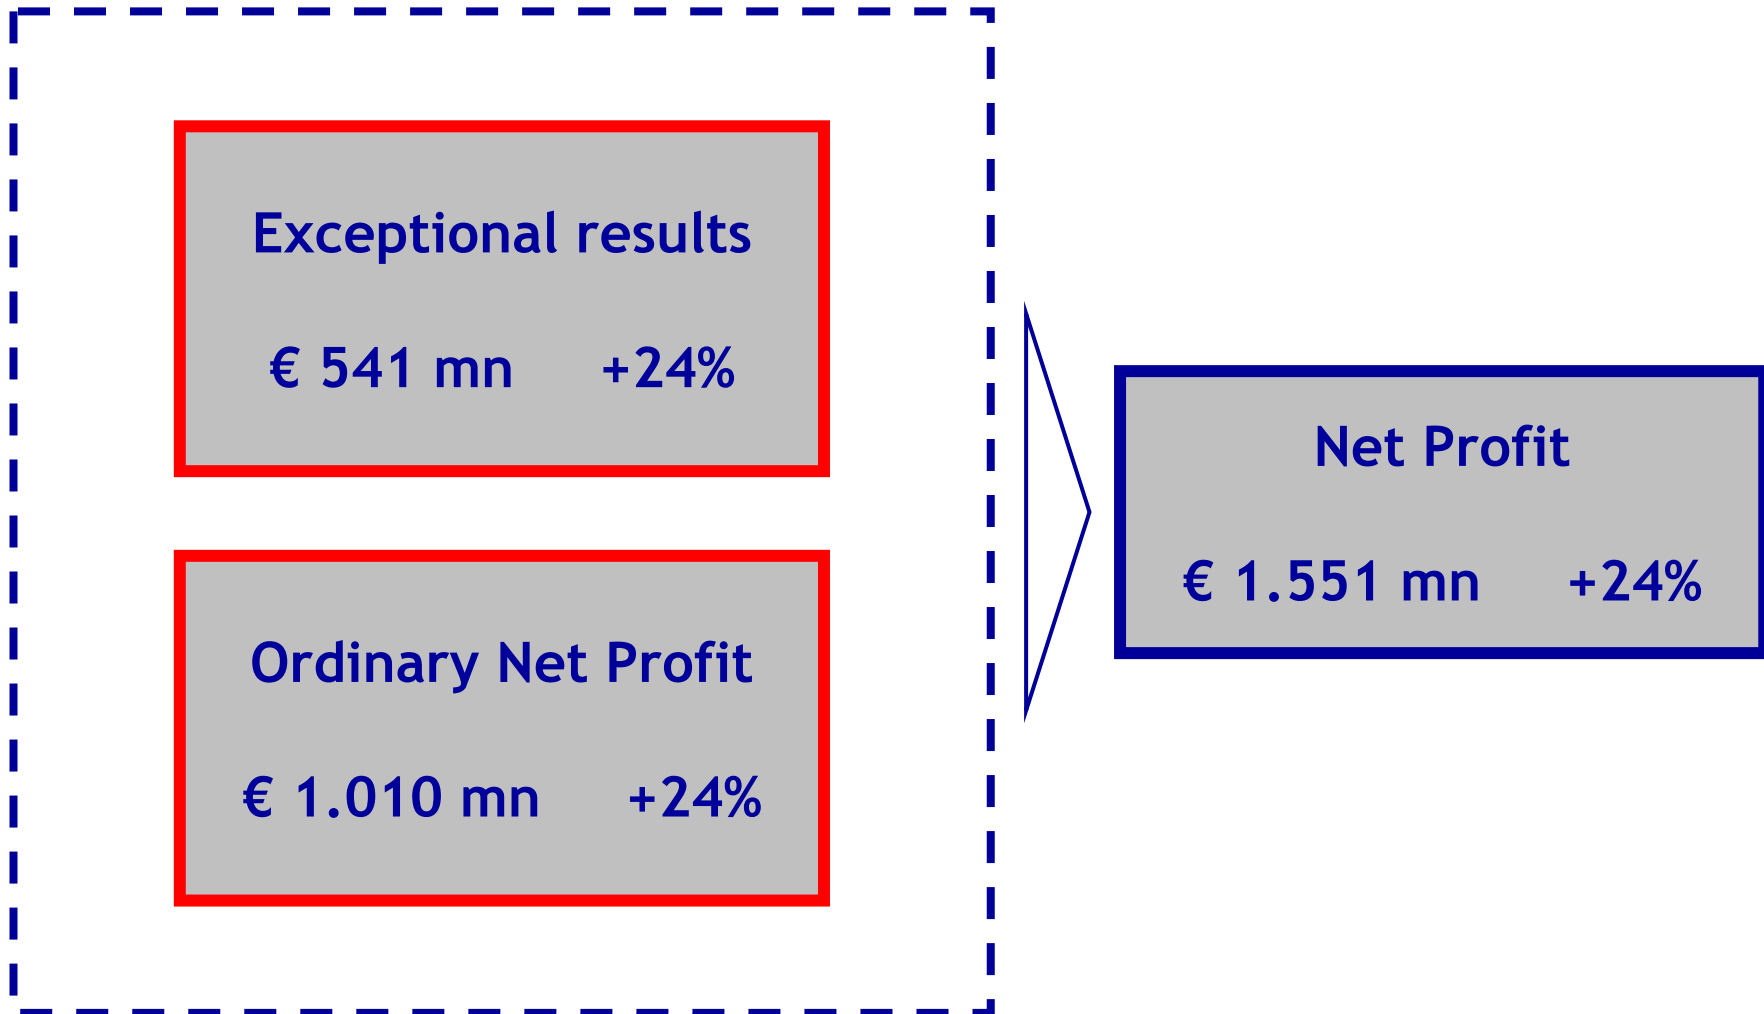 Exceptional results
€ 541 mn +24%
Ordinary Net Profit
€ 1.010 mn +24%
Net Profit
€ 1.551 mn +24%